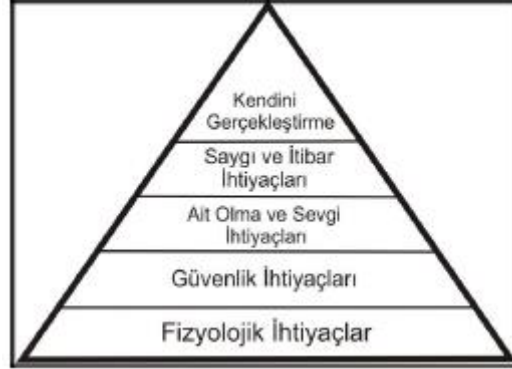 Kendini
Gerçekleştirme
Saygı ve İtibar
İhtiyaçları
Ait Olma ve Sevgi
İhtiyaçları
Güvenlik İhtiyaçları
Fizyolojik İhtiyaçlar